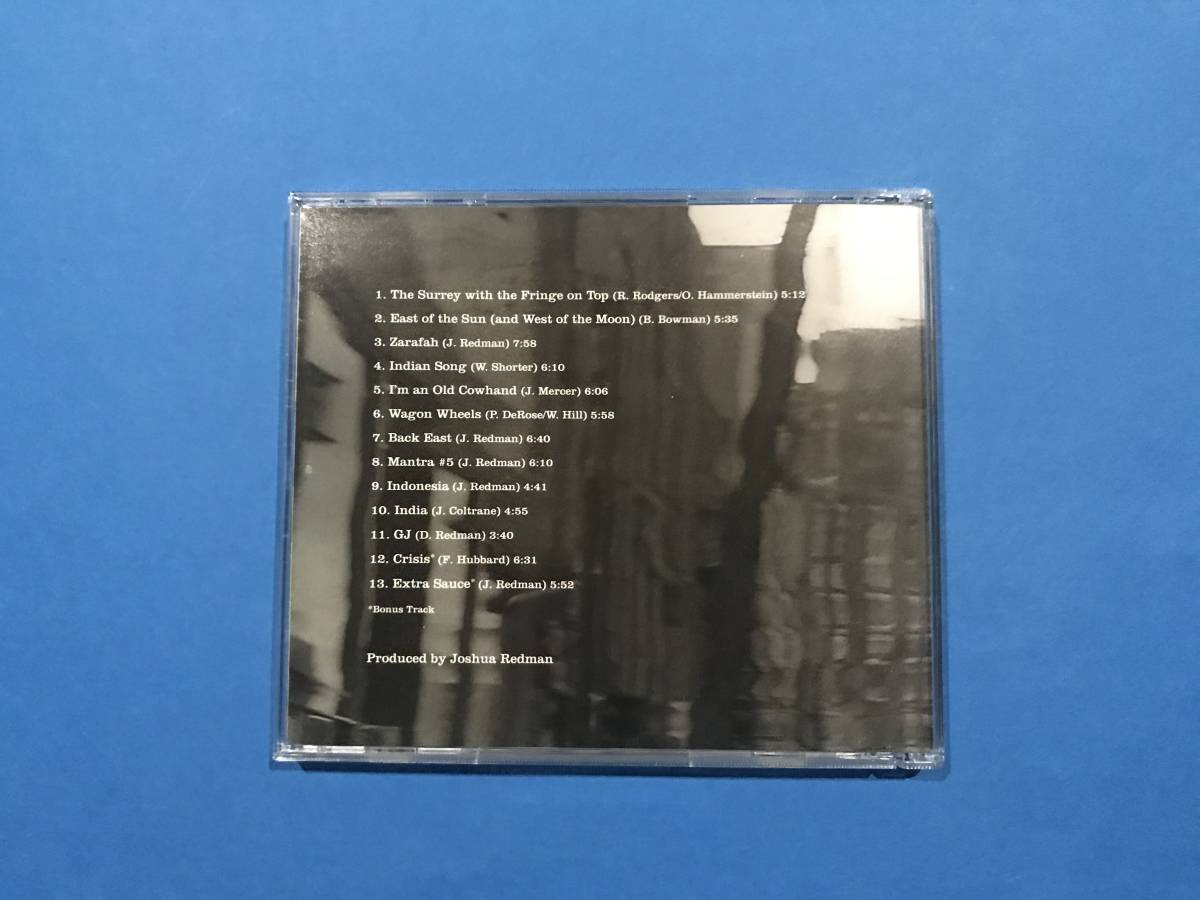 1. The Surrey with the Fringe on Top (R. Rodgers/O. Hammerstein) 5:12
2. East of the Sun (and West of the Moon) (B. Bowman) 5:35
3. Zarafah (J. Redman) 7:58
4. Indian Song (W. Shorter) 6:10
5. I'm an Old Cowhand (J. Mercer) 6:06
6. Wagon Wheels (P. DeRose/W. Hill) 5:58
7. Back East (J. Redman) 6:40
8. Mantra #5 (J. Redman) 6:10
9. Indonesia (J. Redman) 4:41
10. India (J. Coltrane) 4:55
11. GJ (D. Redman) 3:40
12. Crisis* (F. Hubbard) 6:31
13. Extra Sauce* (J. Redman) 5:52
*Bonus Track
Produced by Joshua Redman